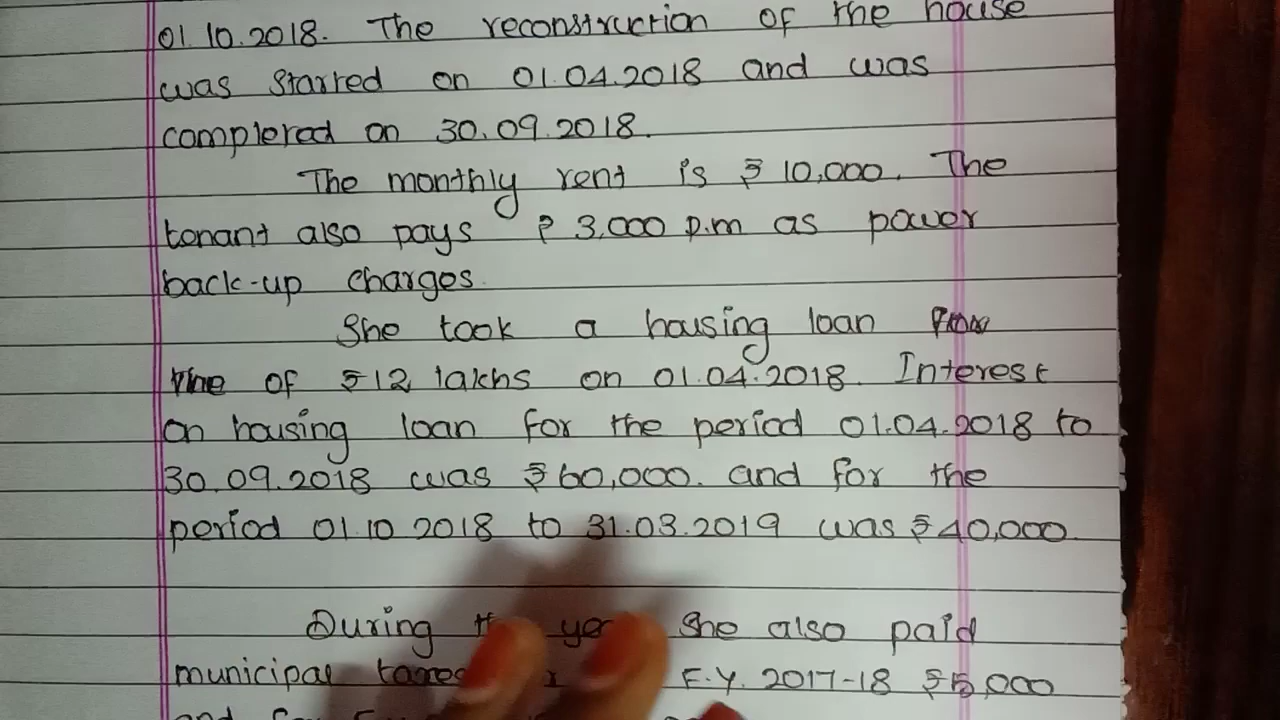 01.10.2018. The reconstruction of the house
was started on 01.04.2018 and was
completed on 30.09.2018.
The monthly rent is ₹ 10,000. The
tenant also pays ₹ 3,000 p.m as power
back-up charges.
She took a housing loan
of ₹ 12 lakhs on 01.04.2018. Interest
on housing loan for the period 01.04.2018 to
30.09.2018 was ₹ 60,000. and for the
period 01.10 2018 to 31.03.2019 was ₹ 40,000.
During she also paid
municipal taxes F.Y. 2017-18 ₹ 5,000